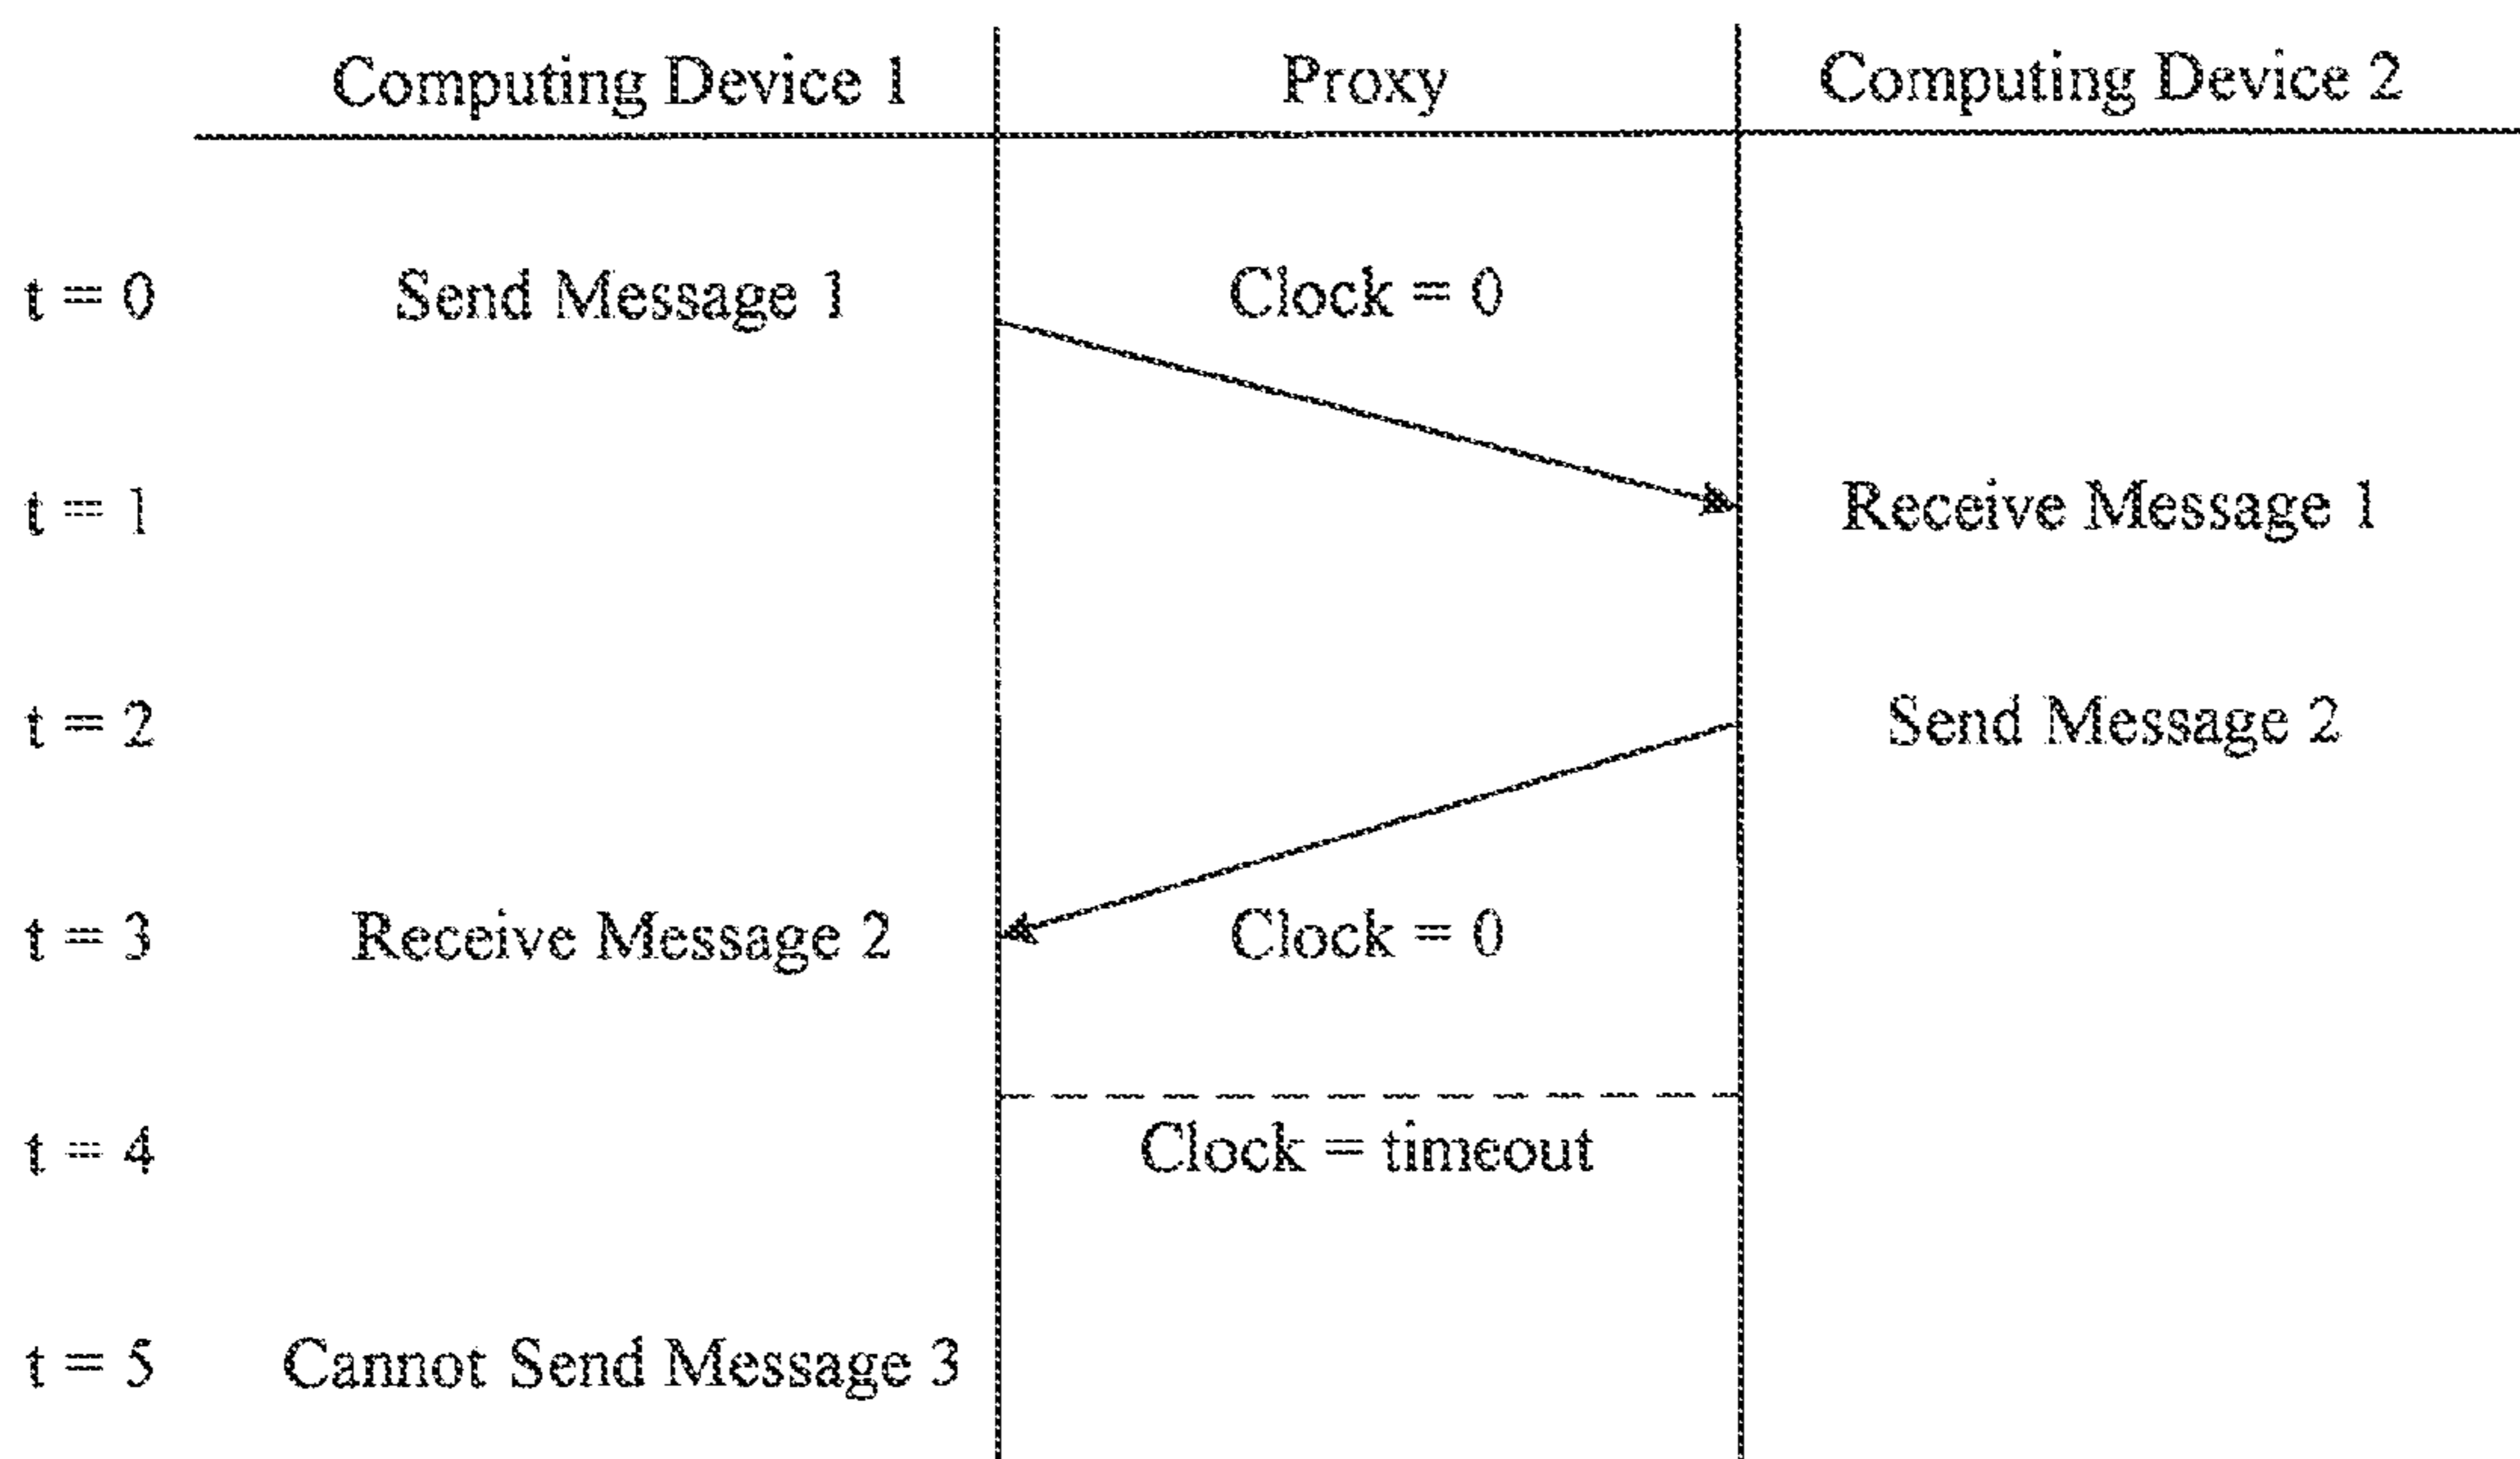 Computing Device 1 Proxy Computing Device 2
t = 0 Send Message 1 Clock = 0
t = 1 Receive Message 1
t = 2 Send Message 2
t = 3 Receive Message 2 Clock = 0
t = 4 Clock = timeout
t = 5 Cannot Send Message 3